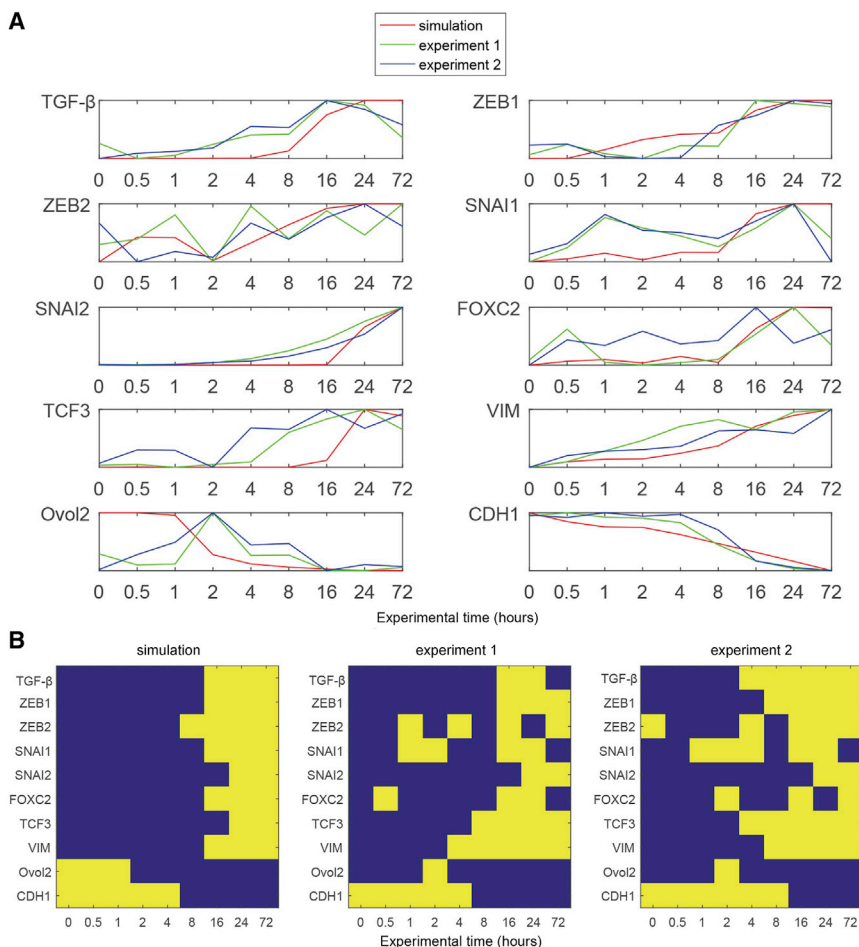 A
simulation
experiment 1
experiment 2
TGF-β
0 0.5 1 2 4 8 16 24 72
ZEB1
0 0.5 1 2 4 8 16 24 72
ZEB2
0 0.5 1 2 4 8 16 24 72
SNAI1
0 0.5 1 2 4 8 16 24 72
SNAI2
0 0.5 1 2 4 8 16 24 72
FOXC2
0 0.5 1 2 4 8 16 24 72
TCF3
0 0.5 1 2 4 8 16 24 72
VIM
0 0.5 1 2 4 8 16 24 72
Ovol2
0 0.5 1 2 4 8 16 24 72
CDH1
0 0.5 1 2 4 8 16 24 72
Experimental time (hours)
B
simulation
TGF-β
ZEB1
ZEB2
SNAI1
SNAI2
FOXC2
TCF3
VIM
Ovol2
CDH1
0 0.5 1 2 4 8 16 24 72
experiment 1
TGF-β
ZEB1
ZEB2
SNAI1
SNAI2
FOXC2
TCF3
VIM
Ovol2
CDH1
0 0.5 1 2 4 8 16 24 72
experiment 2
TGF-β
ZEB1
ZEB2
SNAI1
SNAI2
FOXC2
TCF3
VIM
Ovol2
CDH1
0 0.5 1 2 4 8 16 24 72
Experimental time (hours)